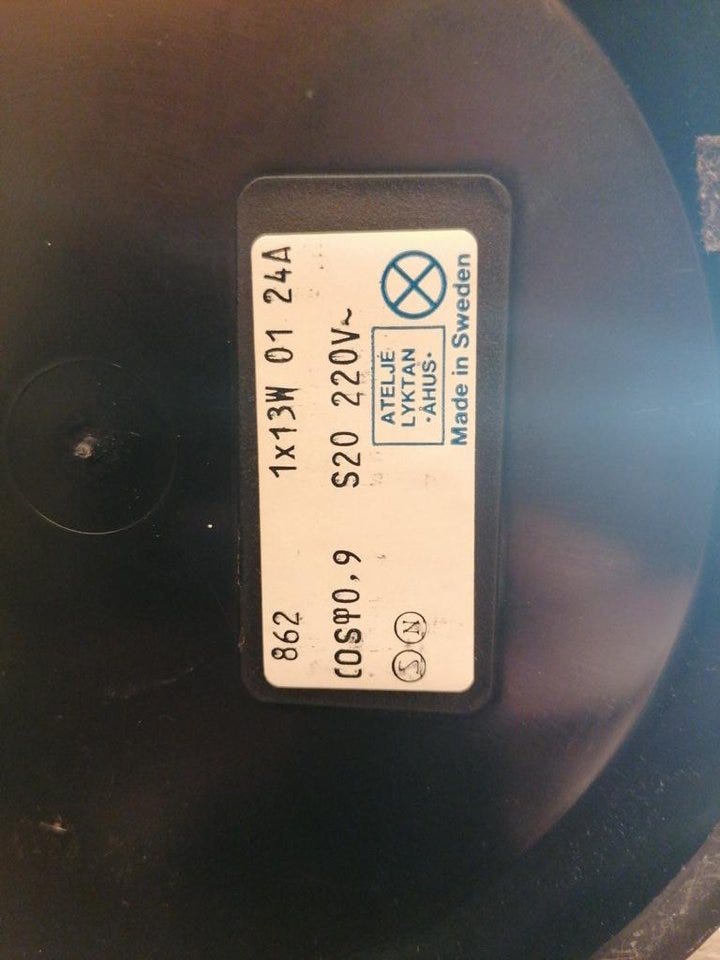 862 1x13W 01 24A
COSφ0,9 S20 220V~
S N
ATELJÉ
LYKTAN
·ÅHUS·
Made in Sweden